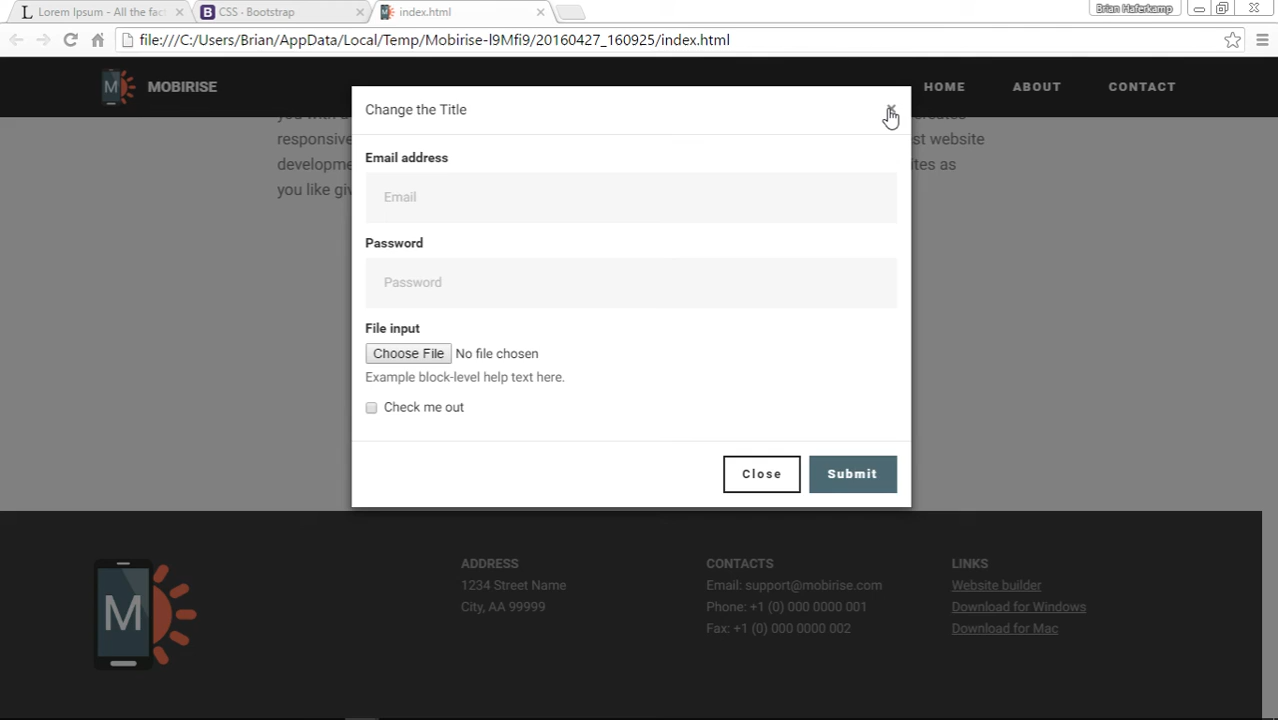 Lorem Ipsum - All the fac
CSS · Bootstrap
index.html
Brian Haferkamp
file:///C:/Users/Brian/AppData/Local/Temp/Mobirise-l9Mfi9/20160427_160925/index.html
M MOBIRISE
HOME ABOUT CONTACT
Change the Title
responsive
st website
developme
ites as
you like giv
Email address
Email
Password
Password
File input
Choose File No file chosen
Example block-level help text here.
Check me out
Close Submit
M
ADDRESS
1234 Street Name
City, AA 99999
CONTACTS
Email: support@mobirise.com
Phone: +1 (0) 000 0000 001
Fax: +1 (0) 000 0000 002
LINKS
Website builder
Download for Windows
Download for Mac